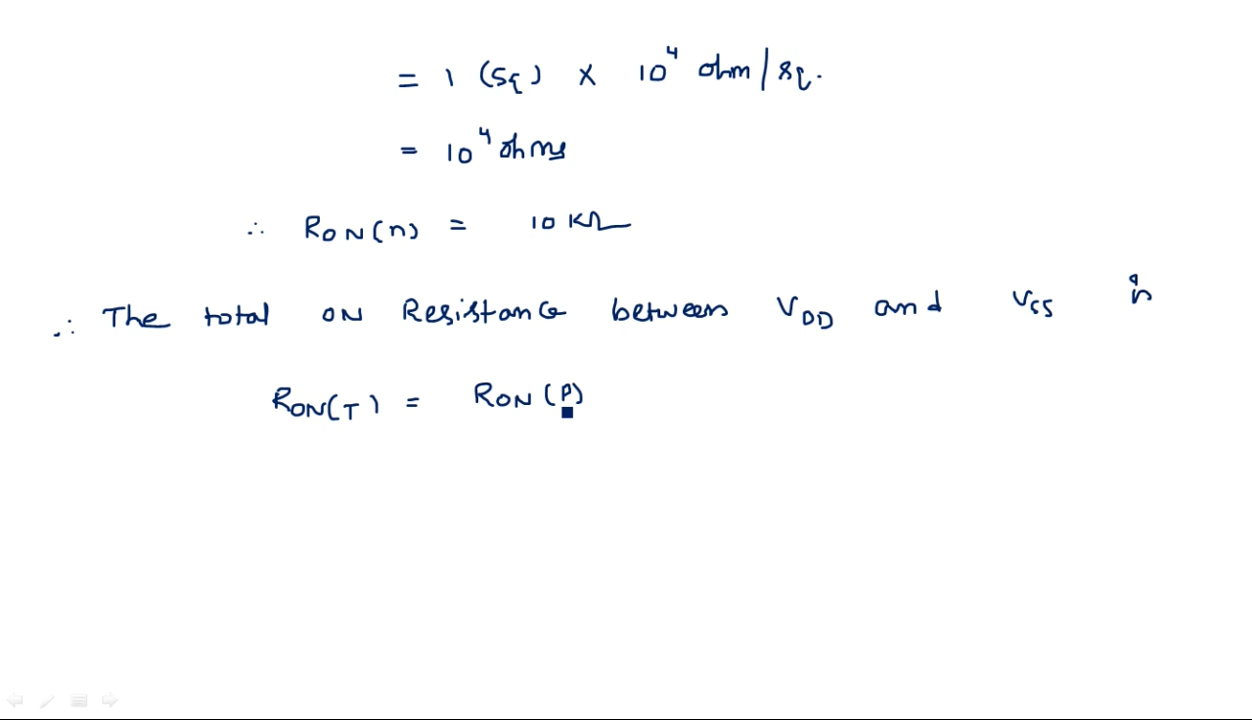 = 1 (sq) × 10⁴ ohm/sq.
= 10⁴ ohms
∴ RON(n) = 10 KΩ
∴ The total ON Resistance between VDD and VSS is
RON(T) = RON(P)